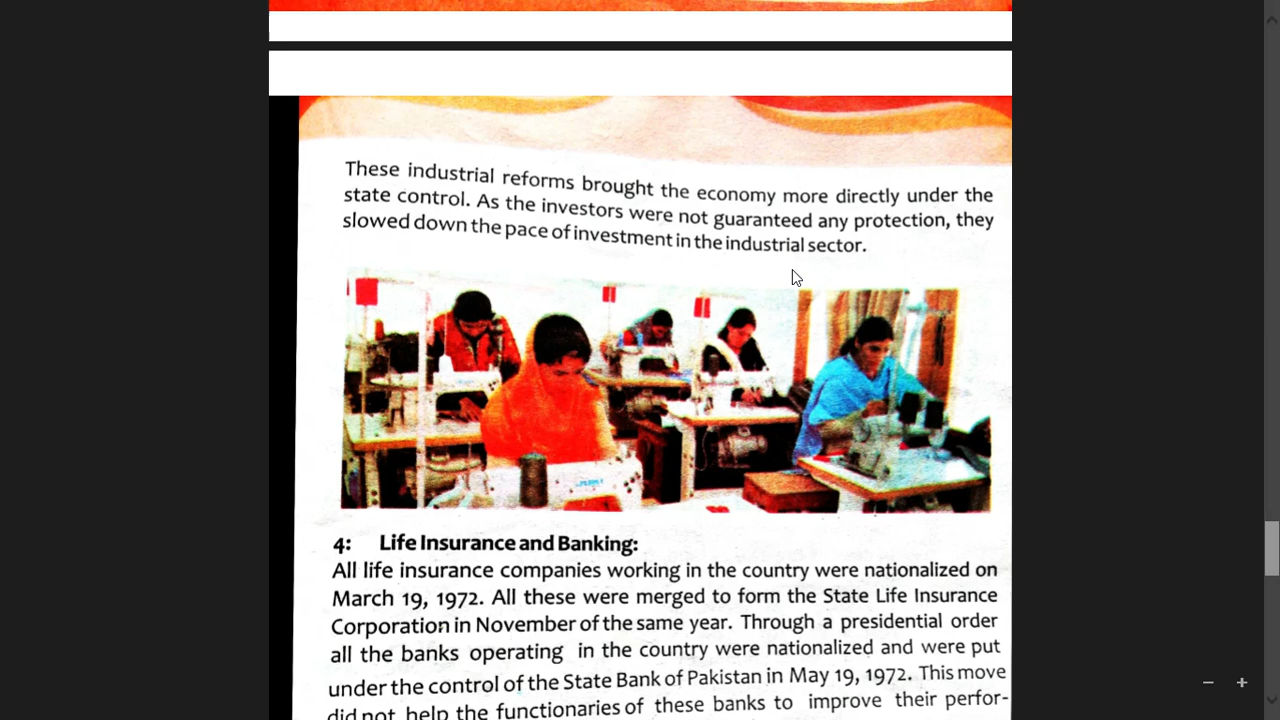 These industrial reforms brought the economy more directly under the
state control. As the investors were not guaranteed any protection, they
slowed down the pace of investment in the industrial sector.
4: Life Insurance and Banking:
All life insurance companies working in the country were nationalized on
March 19, 1972. All these were merged to form the State Life Insurance
Corporation in November of the same year. Through a presidential order
all the banks operating in the country were nationalized and were put
under the control of the State Bank of Pakistan in May 19, 1972. This move
did not help the functionaries of these banks to improve their perfor-